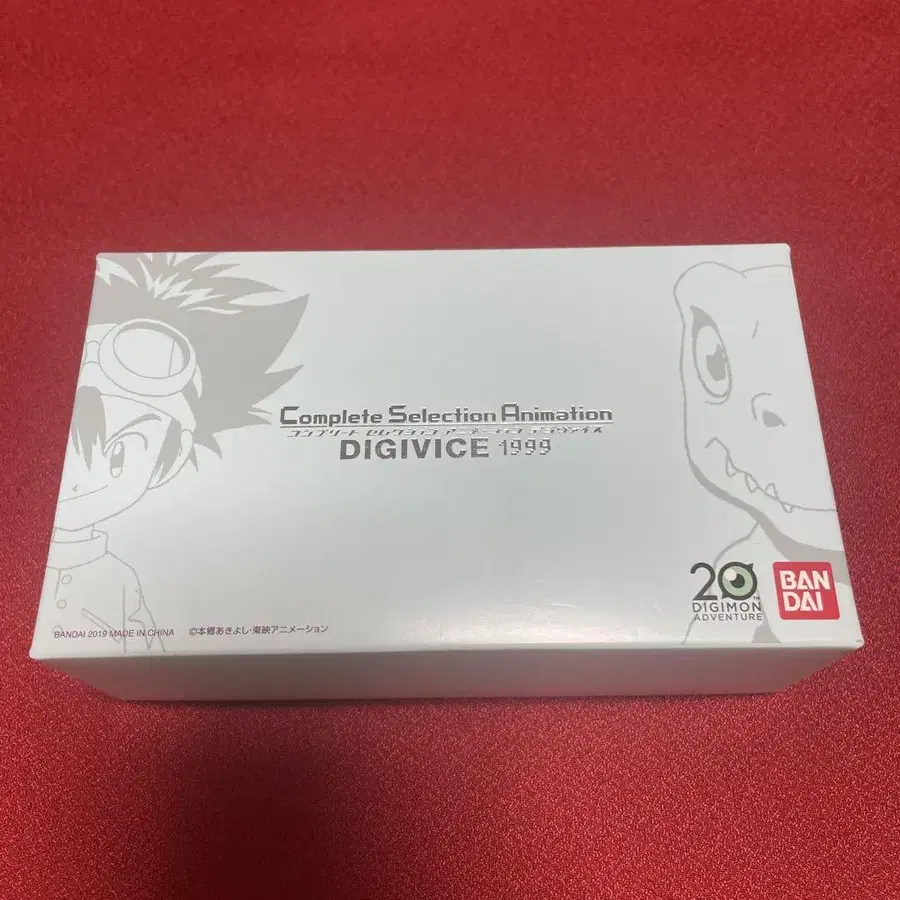 Complete Selection Animation
コンプリート セレクション アニメーション デジヴァイス
DIGIVICE 1999
20
TM
DIGIMON
ADVENTURE
BAN
DAI
BANDAI 2019 MADE IN CHINA ©本郷あきよし・東映アニメーション